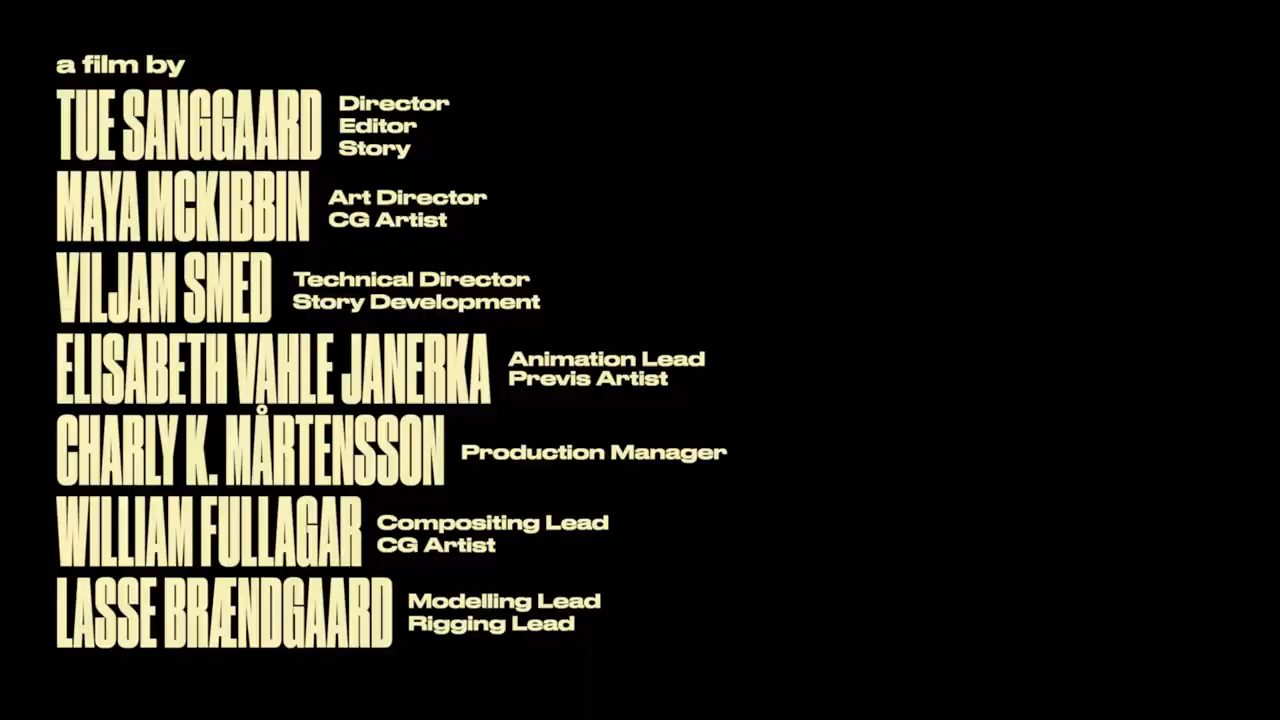 a film by
TUE SANGGAARD
Director
Editor
Story
MAYA MCKIBBIN
Art Director
CG Artist
VILJAM SMED
Technical Director
Story Development
ELISABETH VAHLE JANERKA
Animation Lead
Previs Artist
CHARLY K. MÅRTENSSON
Production Manager
WILLIAM FULLAGAR
Compositing Lead
CG Artist
LASSE BRÆNDGAARD
Modelling Lead
Rigging Lead